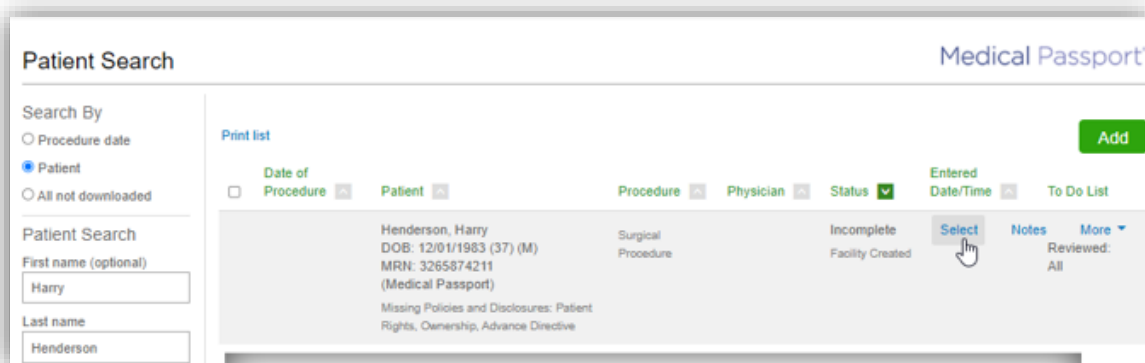 Patient Search
Medical Passport
Search By
Procedure date
Patient
All not downloaded
Patient Search
First name (optional)
Harry
Last name
Henderson
Print list
Add
Date of
Procedure
Patient
Procedure
Physician
Status
Entered
Date/Time
To Do List
Henderson, Harry
DOB: 12/01/1983 (37) (M)
MRN: 3265874211
(Medical Passport)
Missing Policies and Disclosures: Patient
Rights, Ownership, Advance Directive
Surgical
Procedure
Incomplete
Facility Created
Select
Notes
More
Reviewed:
All